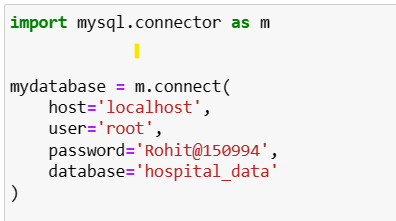 import mysql.connector as m
mydatabase = m.connect(
    host='localhost',
    user='root',
    password='Rohit@150994',
    database='hospital_data'
)